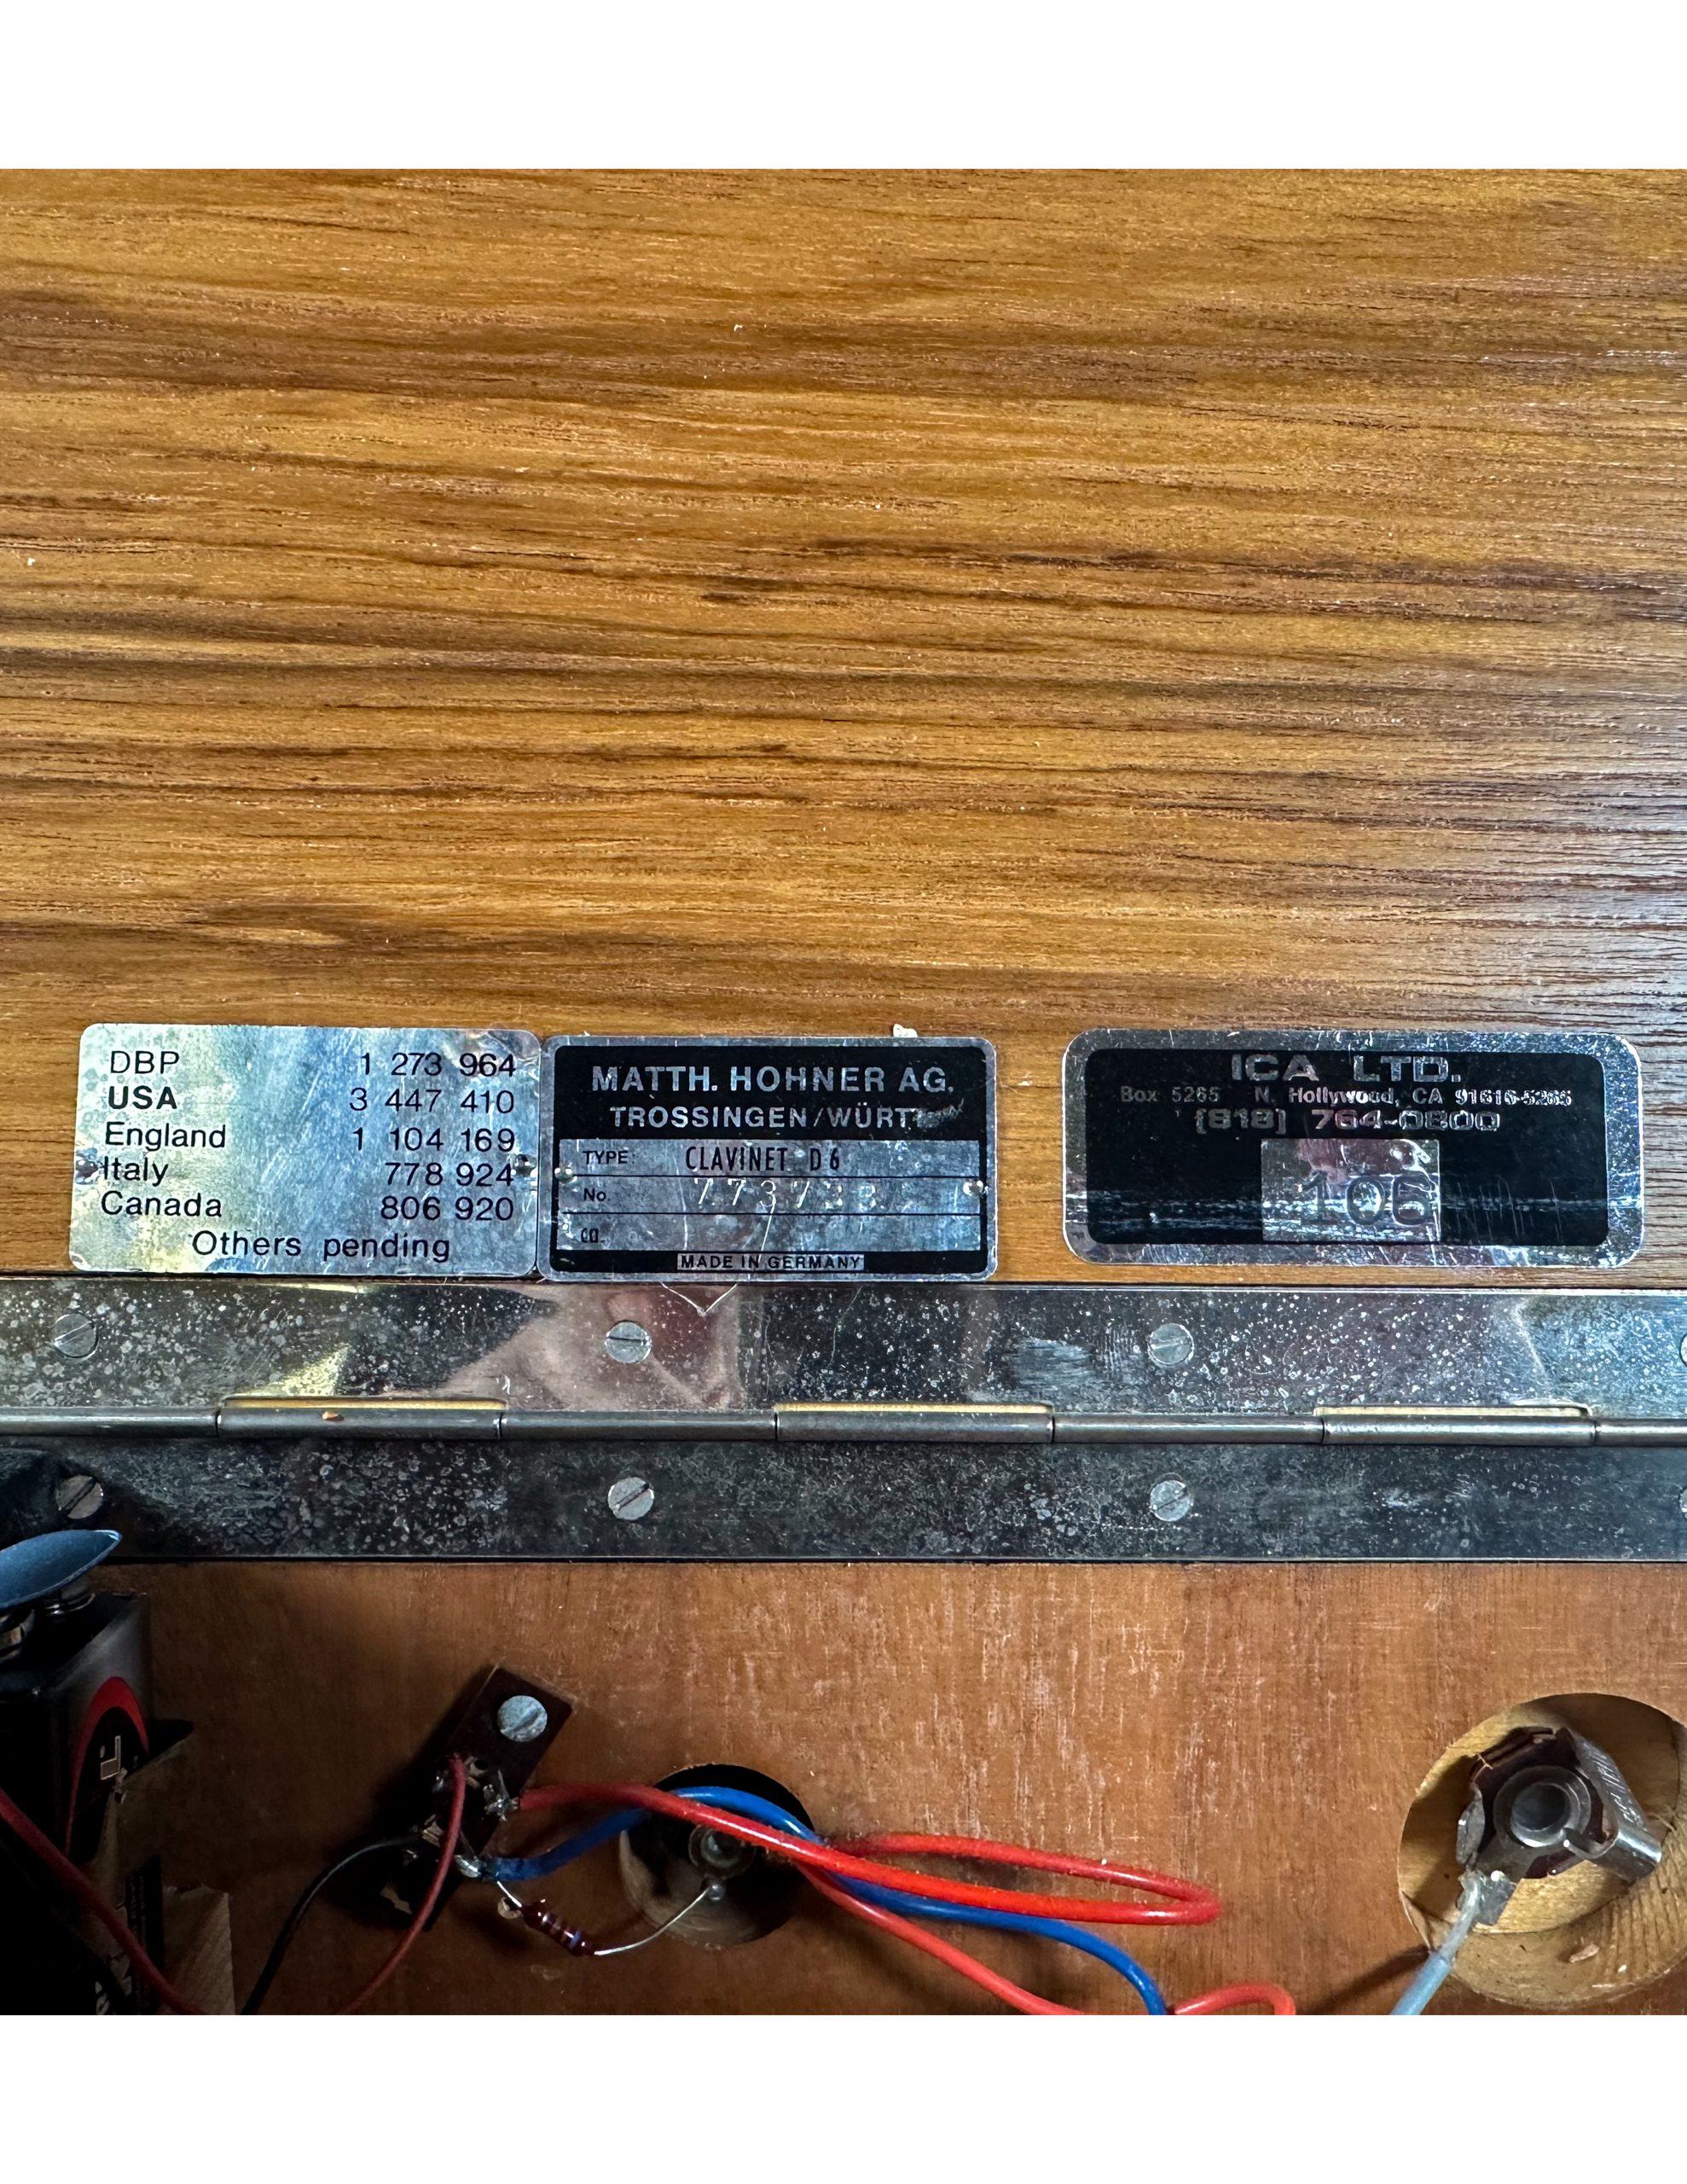 DBP 1 273 964
USA 3 447 410
England 1 104 169
Italy 778 924
Canada 806 920
Others pending
MATTH. HOHNER AG.
TROSSINGEN/WÜRTT
TYPE: CLAVINET D6
No.
MADE IN GERMANY
ICA LTD.
Box 5265 N. Hollywood, CA 91616-5265
(818) 764-0800
106